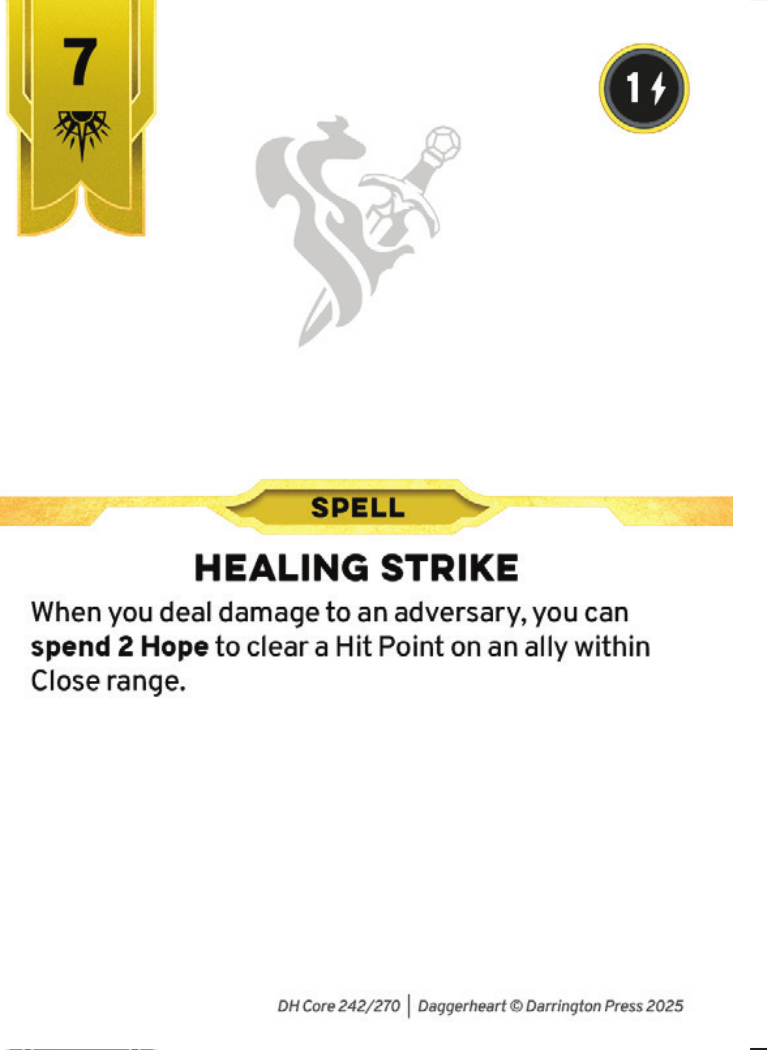 7
1
SPELL
HEALING STRIKE
When you deal damage to an adversary, you can
spend 2 Hope to clear a Hit Point on an ally within
Close range.
DH Core 242/270 | Daggerheart © Darrington Press 2025